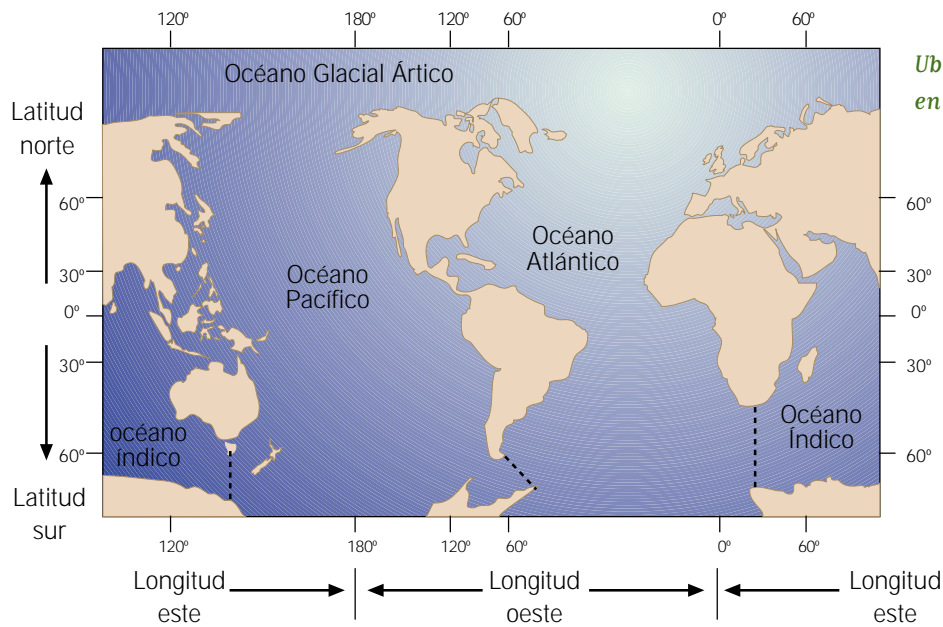 120º 180º 120º 60º 0º 60º
Océano Glacial Ártico
Ub
en
Latitud
norte
60º 60º
Océano
Atlántico
Océano
Pacífico
30º 30º
0º 0º
30º 30º
océano
índico
Océano
Índico
60º 60º
Latitud
sur
120º 180º 120º 60º 0º 60º
Longitud
este
Longitud
oeste
Longitud
este